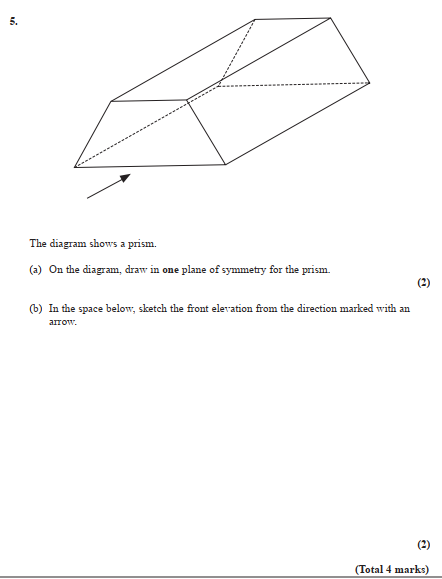 5.
The diagram shows a prism.
(a) On the diagram, draw in one plane of symmetry for the prism.
(2)
(b) In the space below, sketch the front elevation from the direction marked with an
arrow.
(2)
(Total 4 marks)